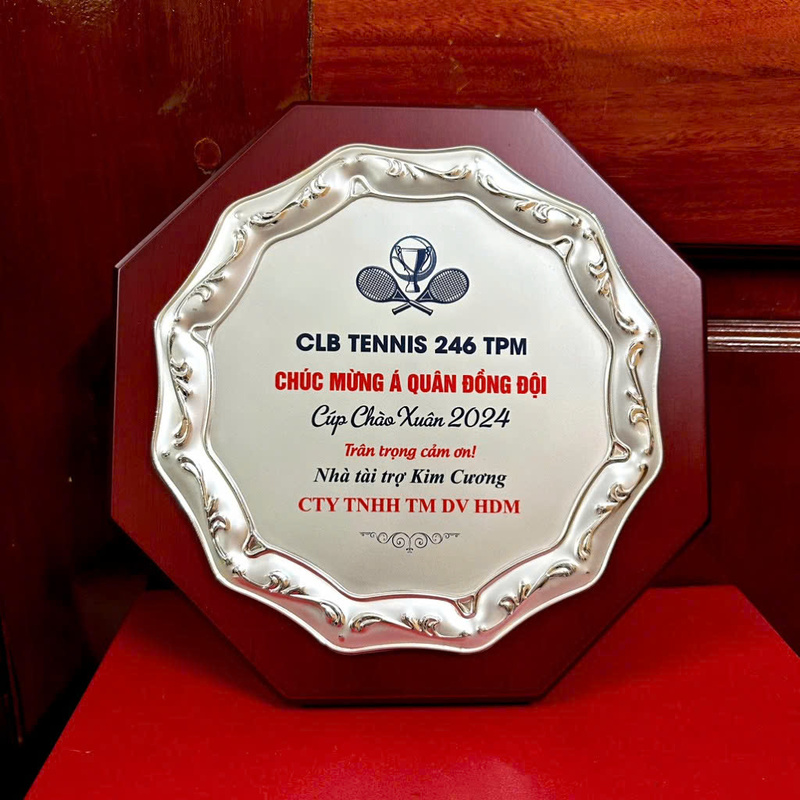 CLB TENNIS 246 TPM
CHÚC MỪNG Á QUÂN ĐỒNG ĐỘI
Cúp Chào Xuân 2024
Trân trọng cảm ơn!
Nhà tài trợ Kim Cương
CTY TNHH TM DV HDM